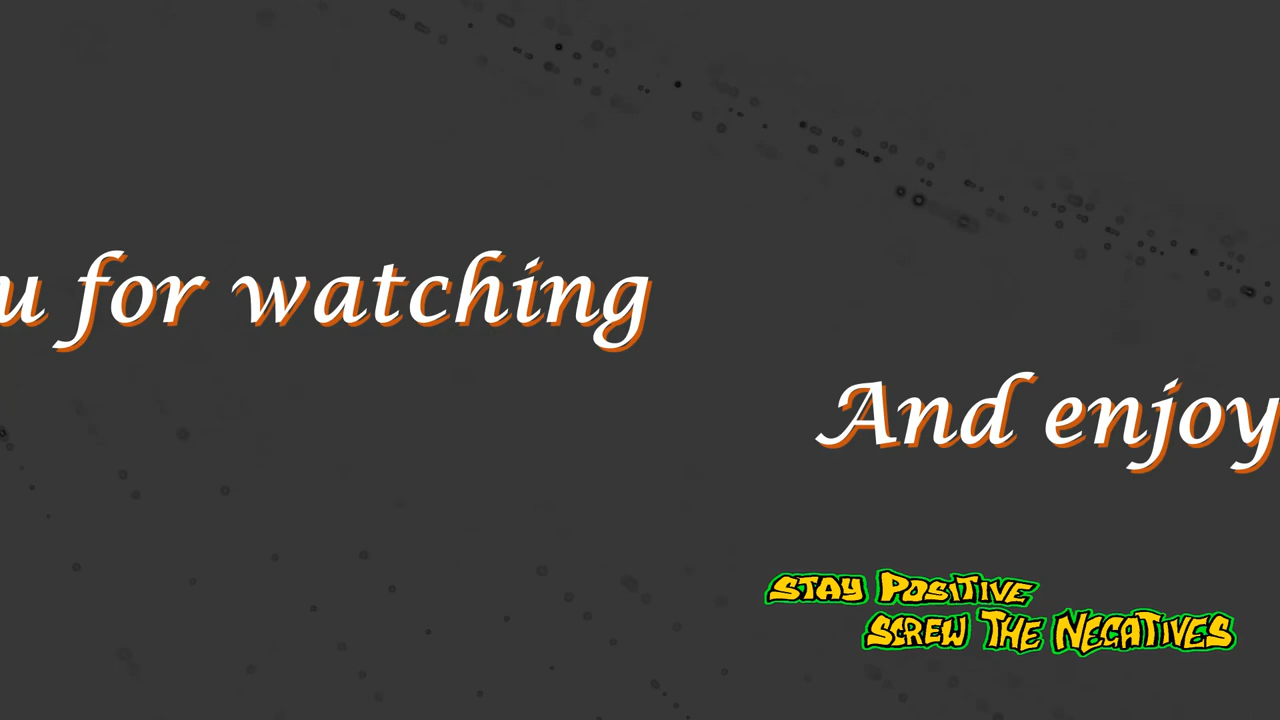 u for watching
And enjoy
STAY POSITIVE
SCREW THE NEGATIVES